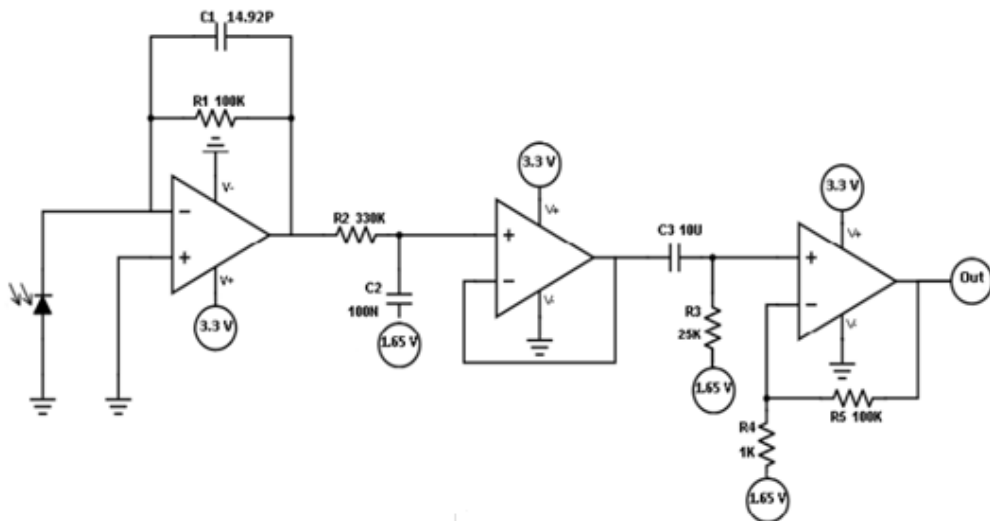 C1 14.92P
R1 100K
V-
-
+
V+
3.3 V
R2 330K
C2
100N
1.65 V
3.3 V
V+
+
-
V-
C3 10U
R3
25K
1.65 V
3.3 V
V+
+
-
V-
Out
R5 100K
R4
1K
1.65 V